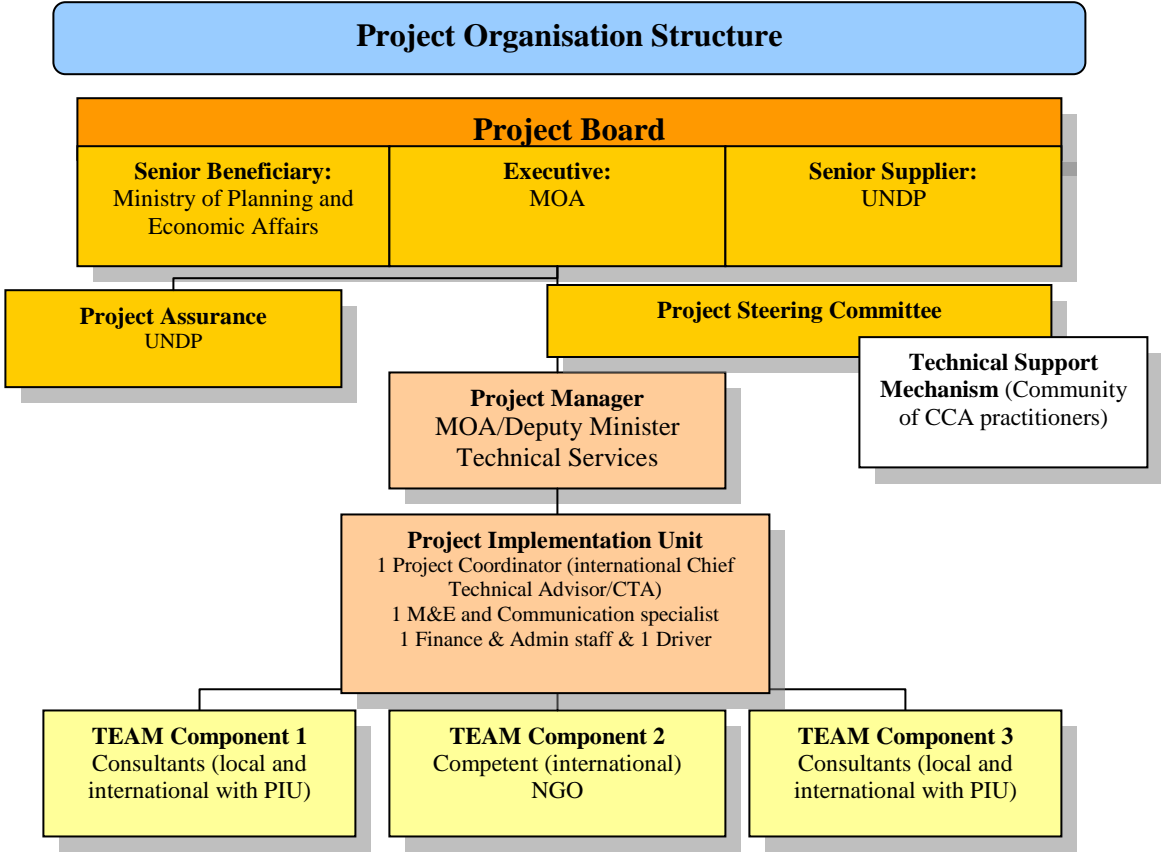 Project Organisation Structure
Project Board
Senior Beneficiary:
Ministry of Planning and
Economic Affairs
Executive:
MOA
Senior Supplier:
UNDP
Project Assurance
UNDP
Project Steering Committee
Technical Support
Mechanism (Community
of CCA practitioners)
Project Manager
MOA/Deputy Minister
Technical Services
Project Implementation Unit
1 Project Coordinator (international Chief
Technical Advisor/CTA)
1 M&E and Communication specialist
1 Finance & Admin staff & 1 Driver
TEAM Component 1
Consultants (local and
international with PIU)
TEAM Component 2
Competent (international)
NGO
TEAM Component 3
Consultants (local and
international with PIU)